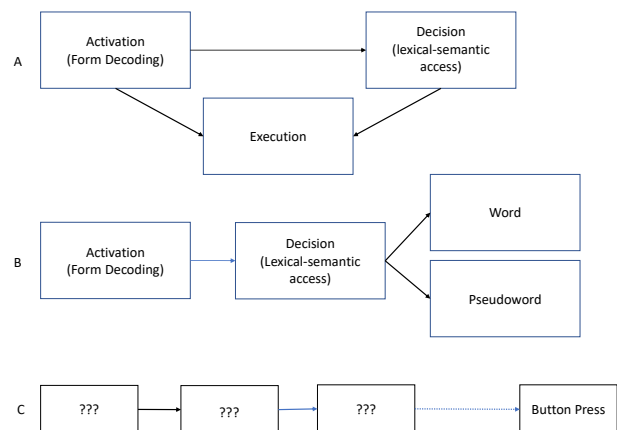 A
Activation
(Form Decoding)
Decision
(lexical-semantic
access)
Execution
B
Activation
(Form Decoding)
Decision
(Lexical-semantic
access)
Word
Pseudoword
C
???
???
???
Button Press